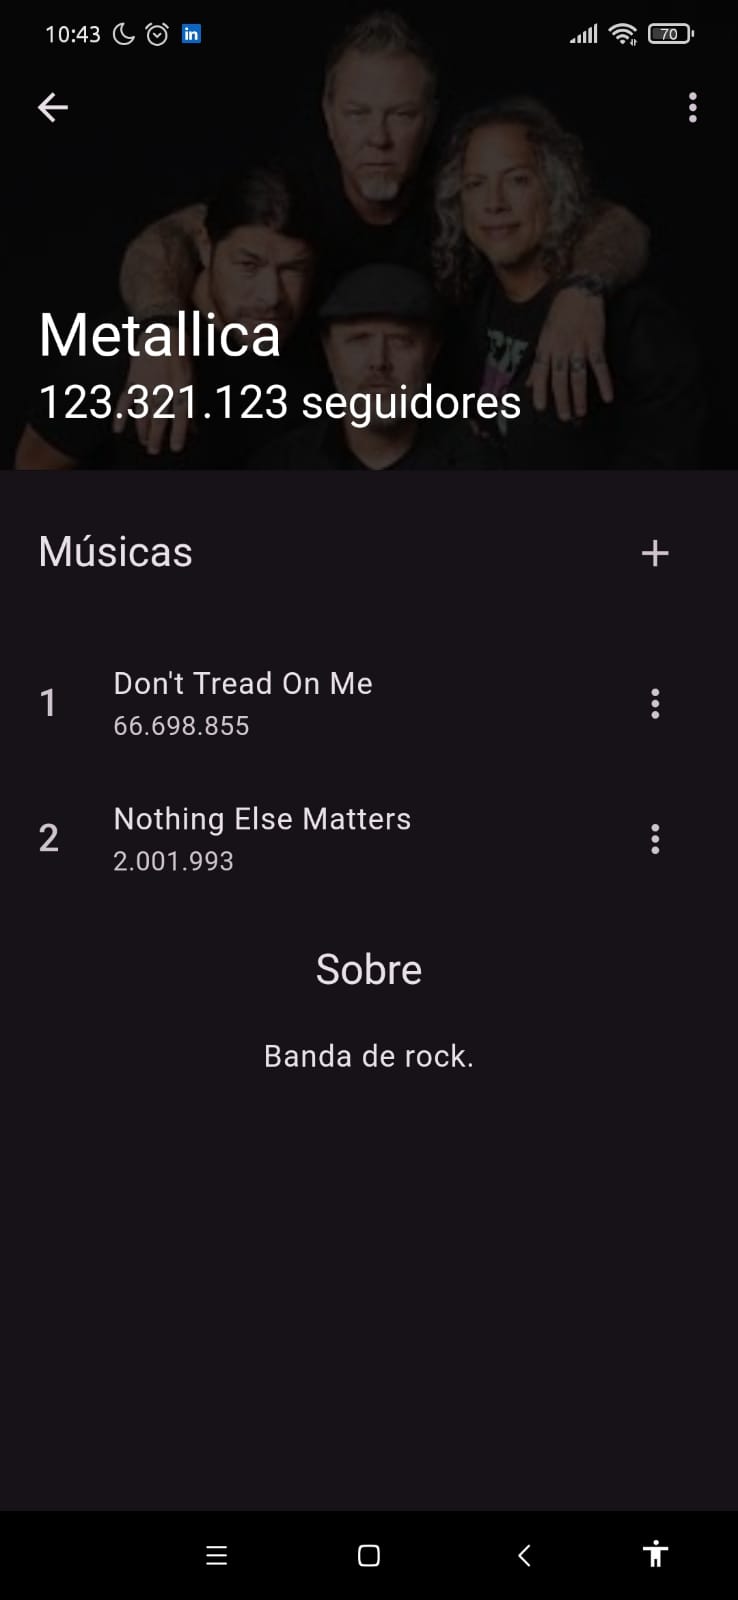 10:43
in
70
Metallica
123.321.123 seguidores
Músicas
1
Don't Tread On Me
66.698.855
2
Nothing Else Matters
2.001.993
Sobre
Banda de rock.